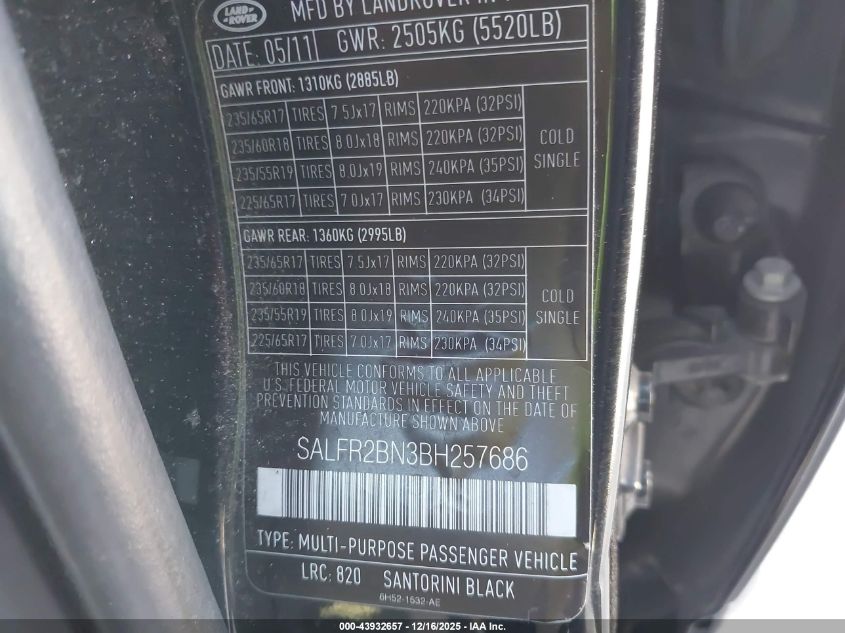 LAND ROVER
MFD BY LANDROVER IN
DATE: 05/11 GWR: 2505KG (5520LB)
GAWR FRONT: 1310KG (2885LB)
235/65R17 TIRES 7.5Jx17 RIMS 220KPA (32PSI)
235/60R18 TIRES 8.0Jx18 RIMS 220KPA (32PSI)
235/55R19 TIRES 8.0Jx19 RIMS 240KPA (35PSI)
225/65R17 TIRES 7.0Jx17 RIMS 230KPA (34PSI)
COLD
SINGLE
GAWR REAR: 1360KG (2995LB)
235/65R17 TIRES 7.5Jx17 RIMS 220KPA (32PSI)
235/60R18 TIRES 8.0Jx18 RIMS 220KPA (32PSI)
235/55R19 TIRES 8.0Jx19 RIMS 240KPA (35PSI)
225/65R17 TIRES 7.0Jx17 RIMS 230KPA (34PSI)
COLD
SINGLE
THIS VEHICLE CONFORMS TO ALL APPLICABLE
U.S. FEDERAL MOTOR VEHICLE SAFETY AND THEFT
PREVENTION STANDARDS IN EFFECT ON THE DATE OF
MANUFACTURE SHOWN ABOVE
SALFR2BN3BH257686
TYPE: MULTI-PURPOSE PASSENGER VEHICLE
LRC: 820 SANTORINI BLACK
6H52-1532-AE
000-43932657 - 12/16/2025 - IAA Inc.